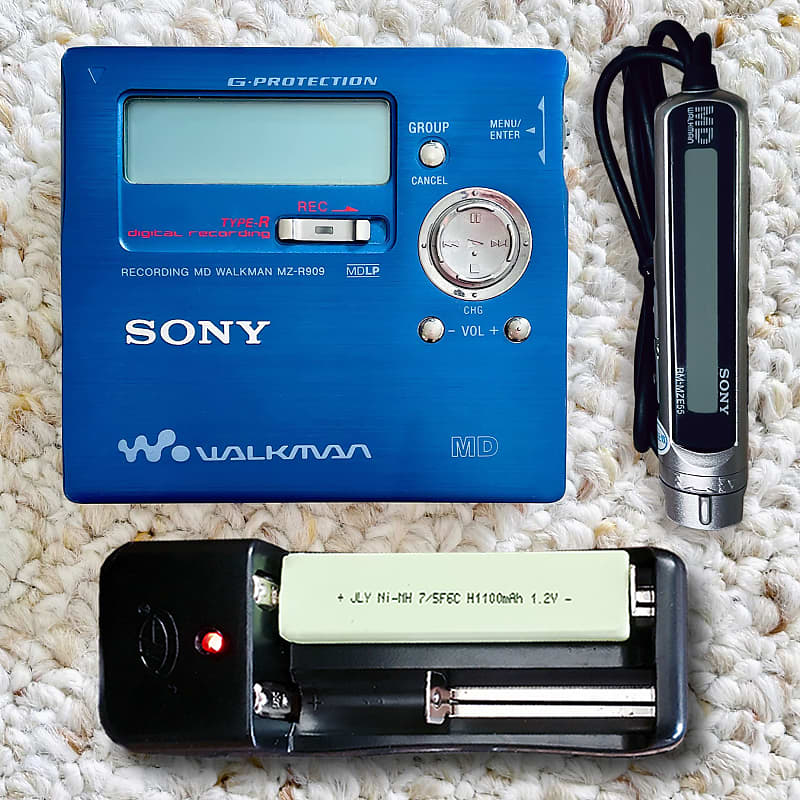 G-PROTECTION
GROUP
MENU/
ENTER
CANCEL
REC
TYPE-R
digital recording
RECORDING MD WALKMAN MZ-R909
MDLP
CHG
- VOL +
SONY
WALKMAN
MD
MD
WALKMAN
SONY
RM-MZE55
+ JLY Ni-MH 7/5F6C H1100mAh 1.2V -
+